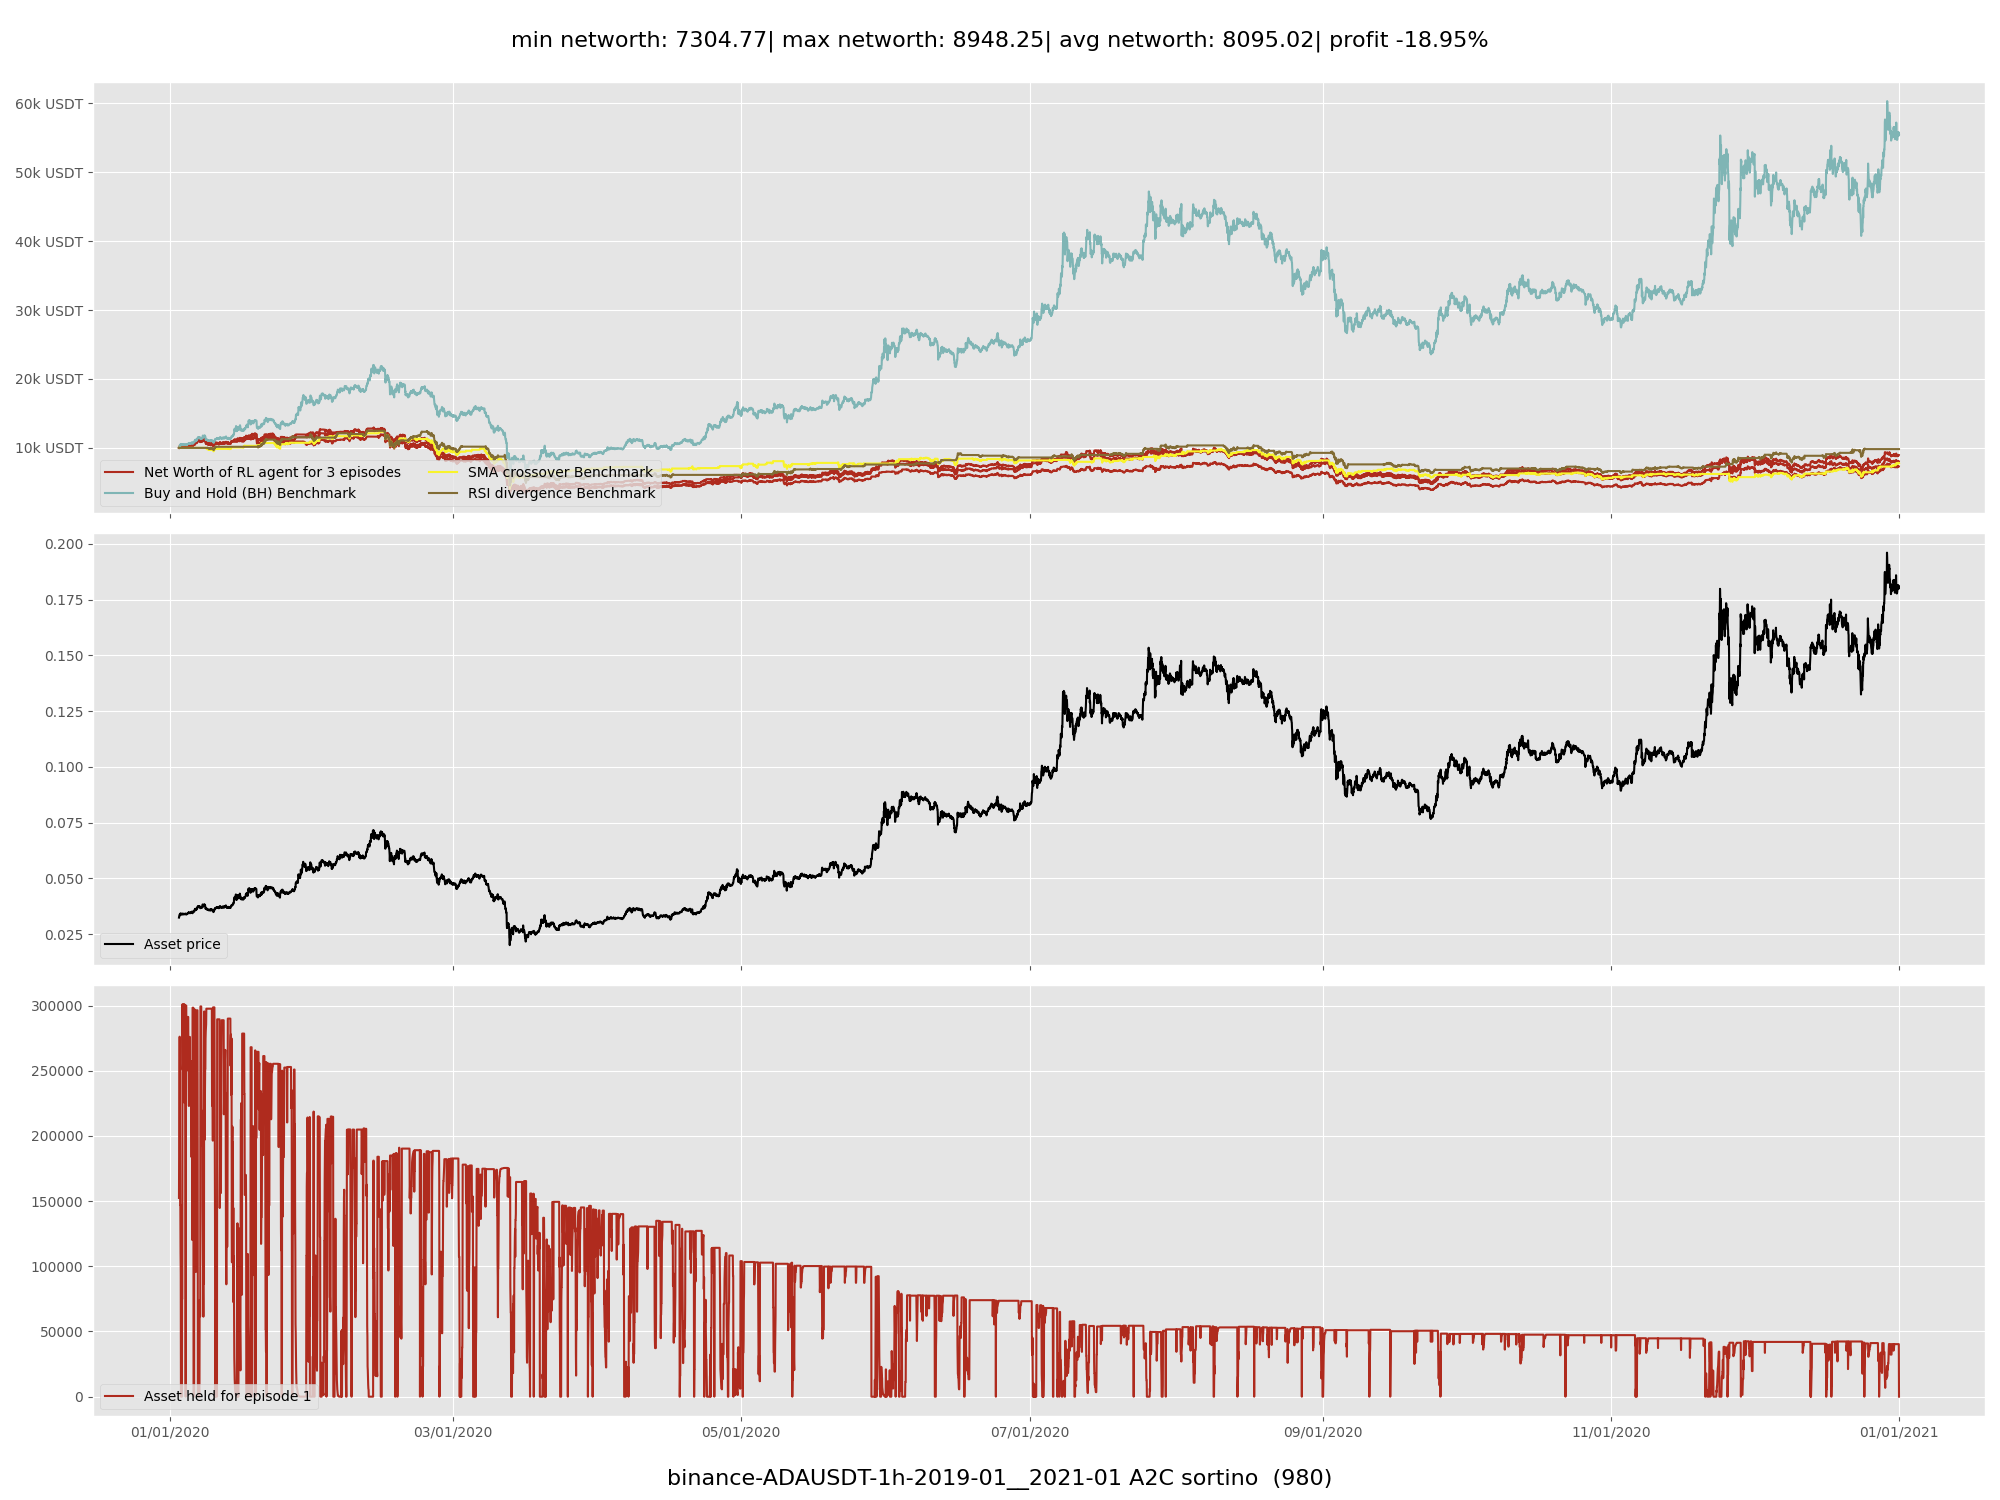 min networth: 7304.77| max networth: 8948.25| avg networth: 8095.02| profit -18.95%
60k USDT
50k USDT
40k USDT
30k USDT
20k USDT
10k USDT
Net Worth of RL agent for 3 episodes
Buy and Hold (BH) Benchmark
SMA crossover Benchmark
RSI divergence Benchmark
0.200
0.175
0.150
0.125
0.100
0.075
0.050
0.025
Asset price
300000
250000
200000
150000
100000
50000
0
Asset held for episode 1
01/01/2020
03/01/2020
05/01/2020
07/01/2020
09/01/2020
11/01/2020
01/01/2021
binance-ADAUSDT-1h-2019-01__2021-01 A2C sortino (980)